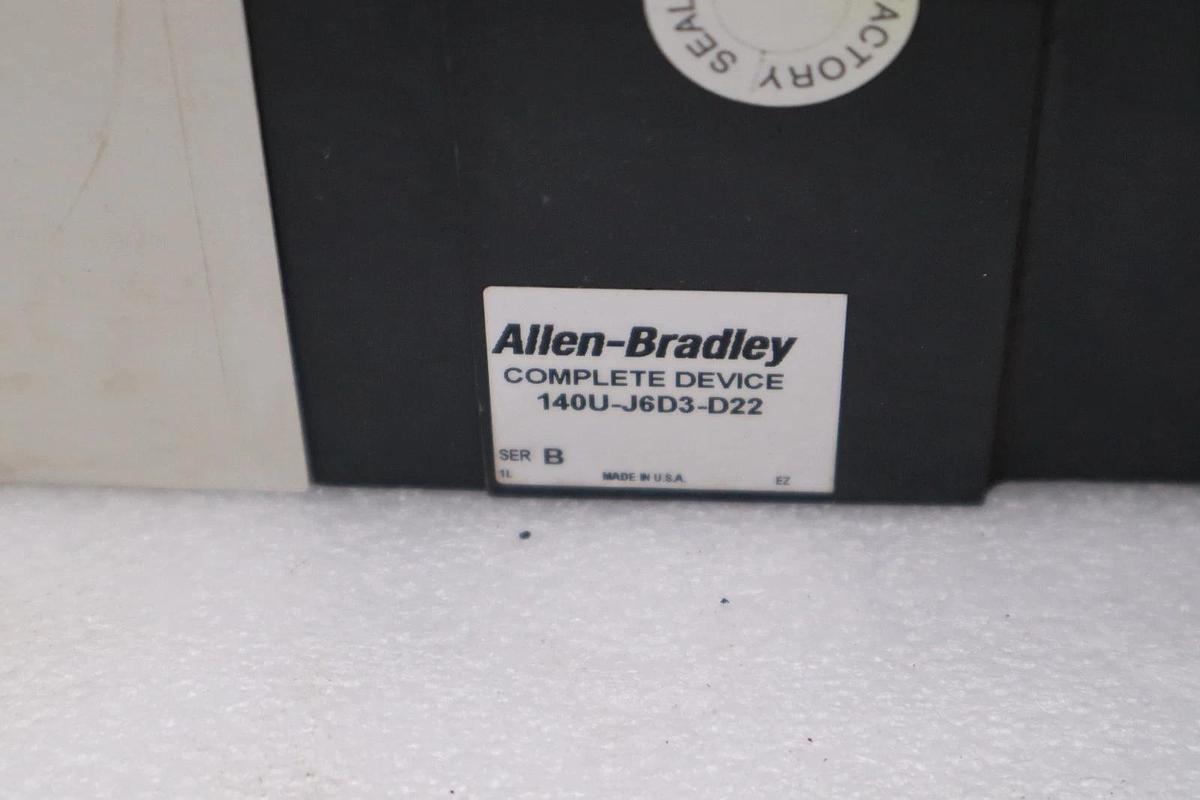 FACTORY SEAL
Allen-Bradley
COMPLETE DEVICE
140U-J6D3-D22
SER B
1L MADE IN U.S.A. EZ